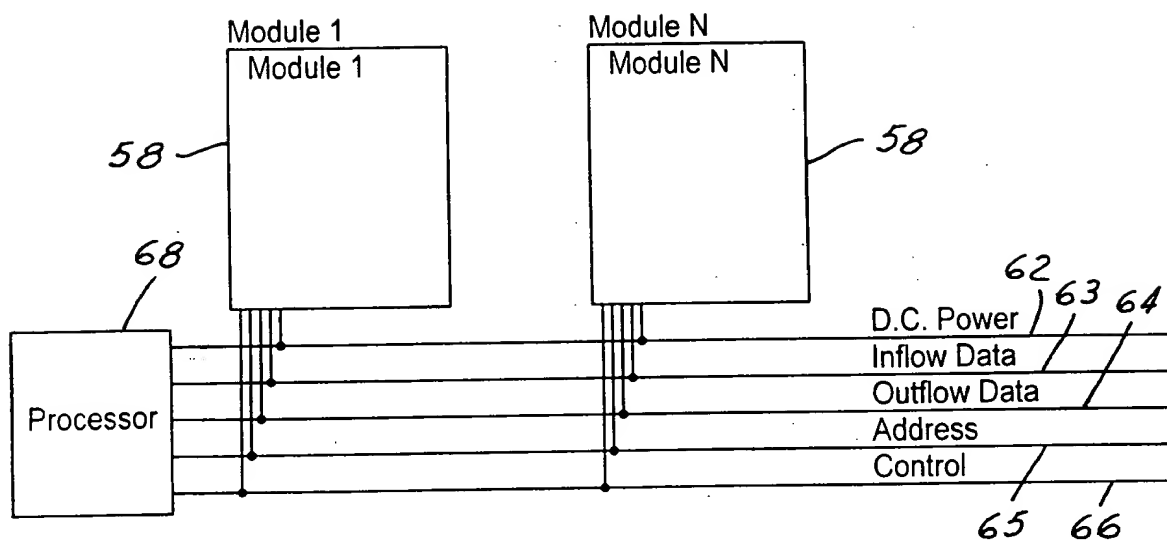 Module 1
Module N
Module 1
Module N
58
58
68
62
63
64
D.C. Power
Inflow Data
Outflow Data
Processor
Address
Control
65
66